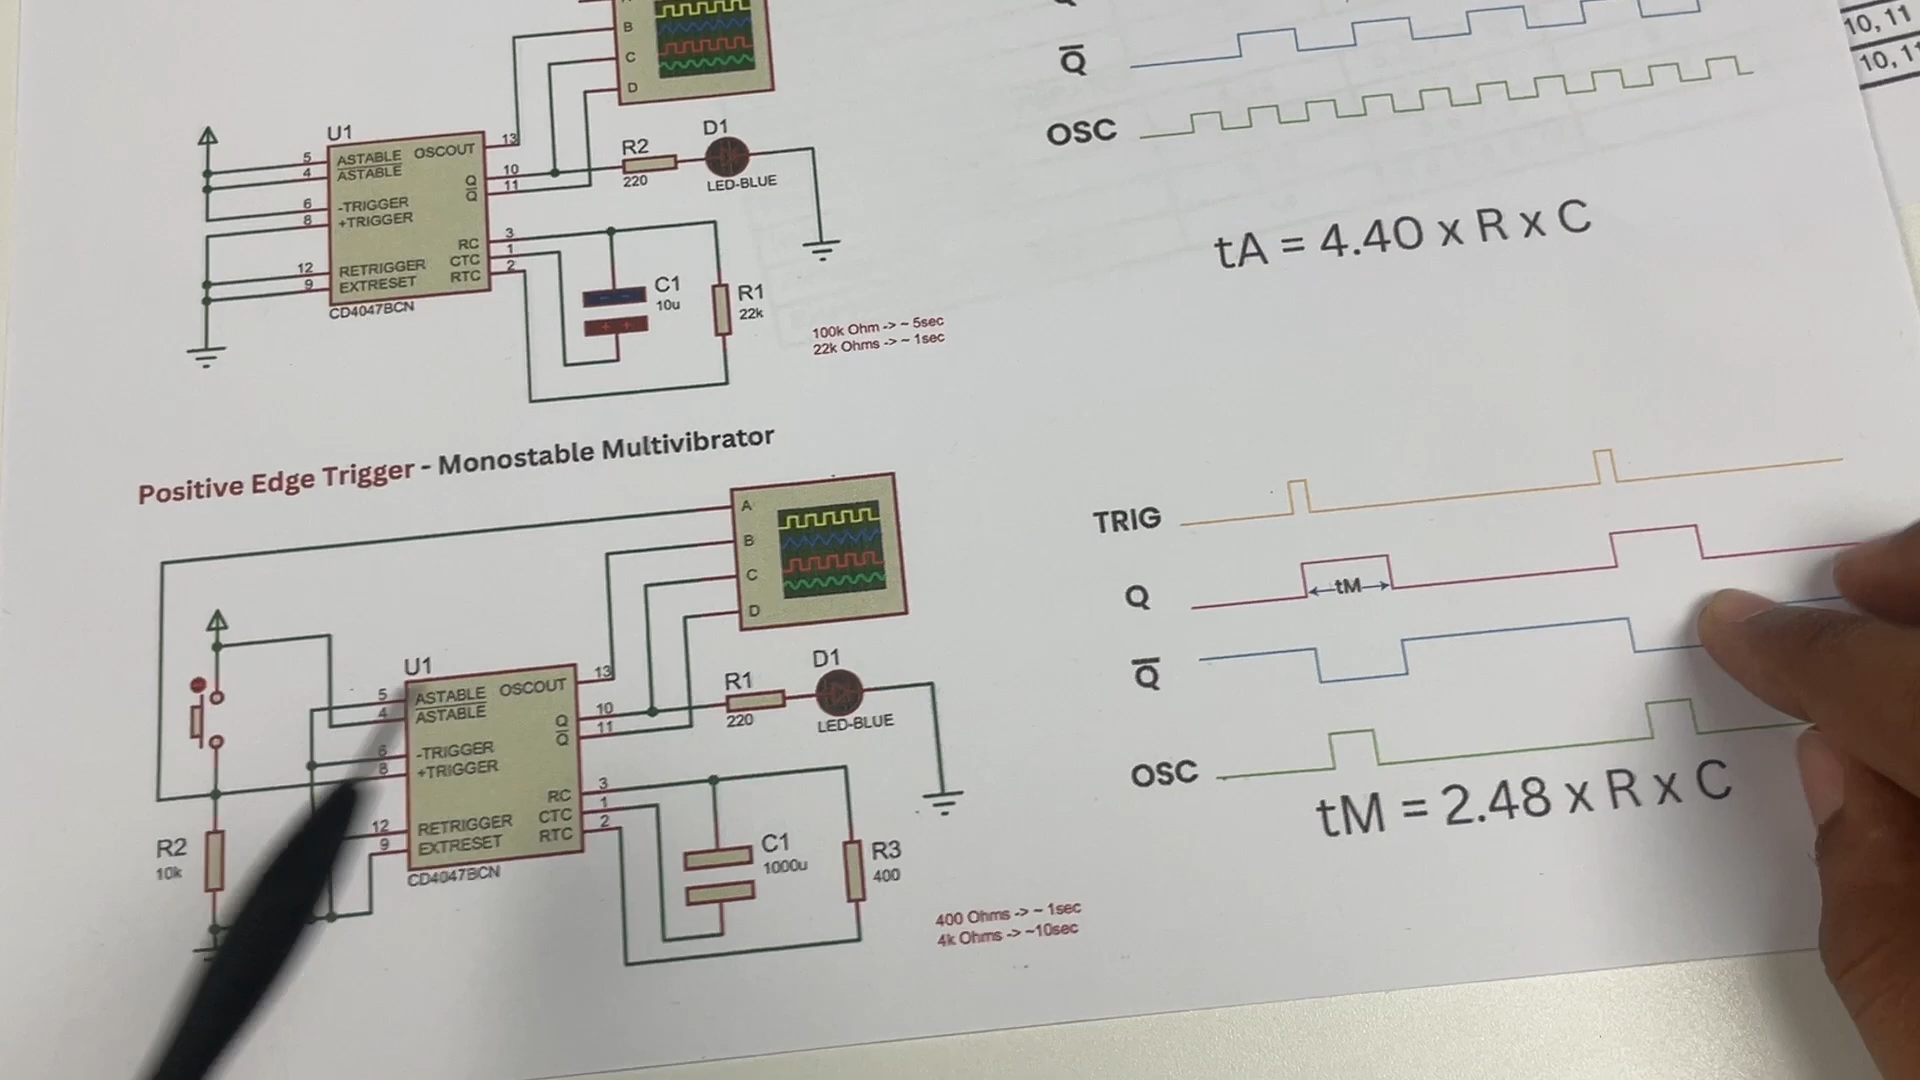 B
C
D
U1
5
4
6
8
12
9
ASTABLE
ASTABLE
-TRIGGER
+TRIGGER
RETRIGGER
EXTRESET
OSCOUT
Q
Q
RC
CTC
RTC
13
10
11
3
1
2
CD4047BCN
R2
220
D1
LED-BLUE
C1
10u
R1
22k
100k Ohm -> ~ 5sec
22k Ohms -> ~ 1sec
Q
OSC
tA = 4.40 x R x C
10, 11
10, 11
Positive Edge Trigger - Monostable Multivibrator
A
B
C
D
U1
5
4
6
8
12
9
ASTABLE
ASTABLE
-TRIGGER
+TRIGGER
RETRIGGER
EXTRESET
OSCOUT
Q
Q
RC
CTC
RTC
13
10
11
3
1
2
CD4047BCN
R2
10k
R1
220
D1
LED-BLUE
C1
1000u
R3
400
400 Ohms -> ~ 1sec
4k Ohms -> ~10sec
TRIG
Q
tM
Q
OSC
tM = 2.48 x R x C